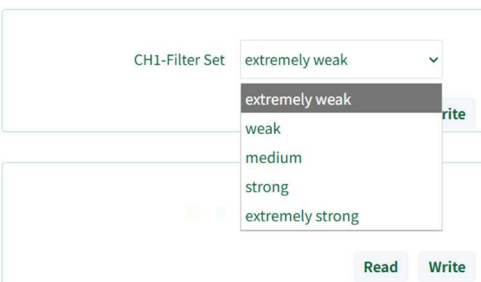 CH1-Filter Set extremely weak
extremely weak
weak
medium
strong
extremely strong
Read Write